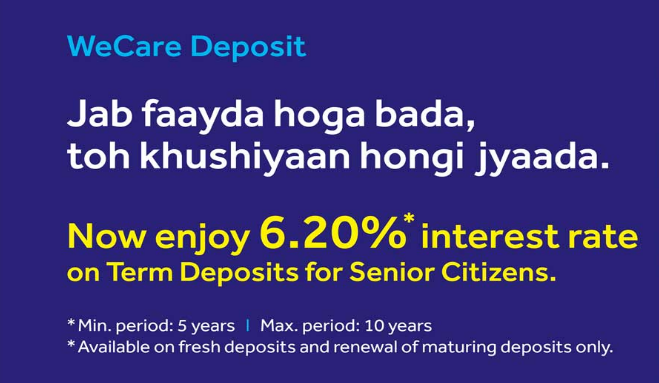 WeCare Deposit
Jab faayda hoga bada,
toh khushiyaan hongi jyaada.
Now enjoy 6.20%* interest rate
on Term Deposits for Senior Citizens.
*Min. period: 5 years | Max. period: 10 years
*Available on fresh deposits and renewal of maturing deposits only.